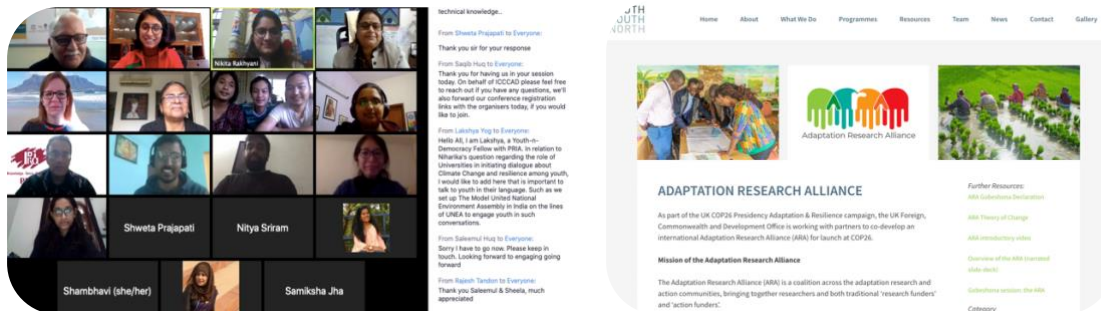 Nikita Rakhyani
Shweta Prajapati
Nitya Sriram
Shambhavi (she/her)
Samiksha Jha
technical knowledge...
From Shweta Prajapati to Everyone:
Thank you sir for your response
From Saqib Huq to Everyone:
Thank you for having us in your session
today. On behalf of ICCCAD please feel free
to reach out if you have any questions, we'll
also forward our conference registration
links with the organisers today, if you would
like to join.
From Lakshya Yog to Everyone:
Hello All, I am Lakshya, a Youth-n-
Democracy Fellow with PRIA. In relation to
Niharika's question regarding the role of
Universities in initiating dialogue about
Climate Change and resilience among youth,
I would like to add here that is important to
talk to youth in their language. Such as we
set up The Model United National
Environment Assembly in India on the lines
of UNEA to engage youth in such
conversations.
From Saleemul Huq to Everyone:
Sorry I have to go now. Please keep in
touch. Looking forward to engaging going
forward
From Rajesh Tandon to Everyone:
Thank you Saleemul & Sheela, much
appreciated
OUTH
NORTH
Home About What We Do Programmes Resources Team News Contact Gallery
Adaptation Research Alliance
ADAPTATION RESEARCH ALLIANCE
As part of the UK COP26 Presidency Adaptation & Resilience campaign, the UK Foreign,
Commonwealth and Development Office is working with partners to co-develop an
international Adaptation Research Alliance (ARA) for launch at COP26.
Mission of the Adaptation Research Alliance
The Adaptation Research Alliance (ARA) is a coalition across the adaptation research and
action communities, bringing together researchers and both traditional 'research funders'
and 'action funders'.
Further Resources:
ARA Gobeshona Declaration
ARA Theory of Change
ARA introductory video
Overview of the ARA (narrated
slide deck)
Gobeshona session: the ARA
Category